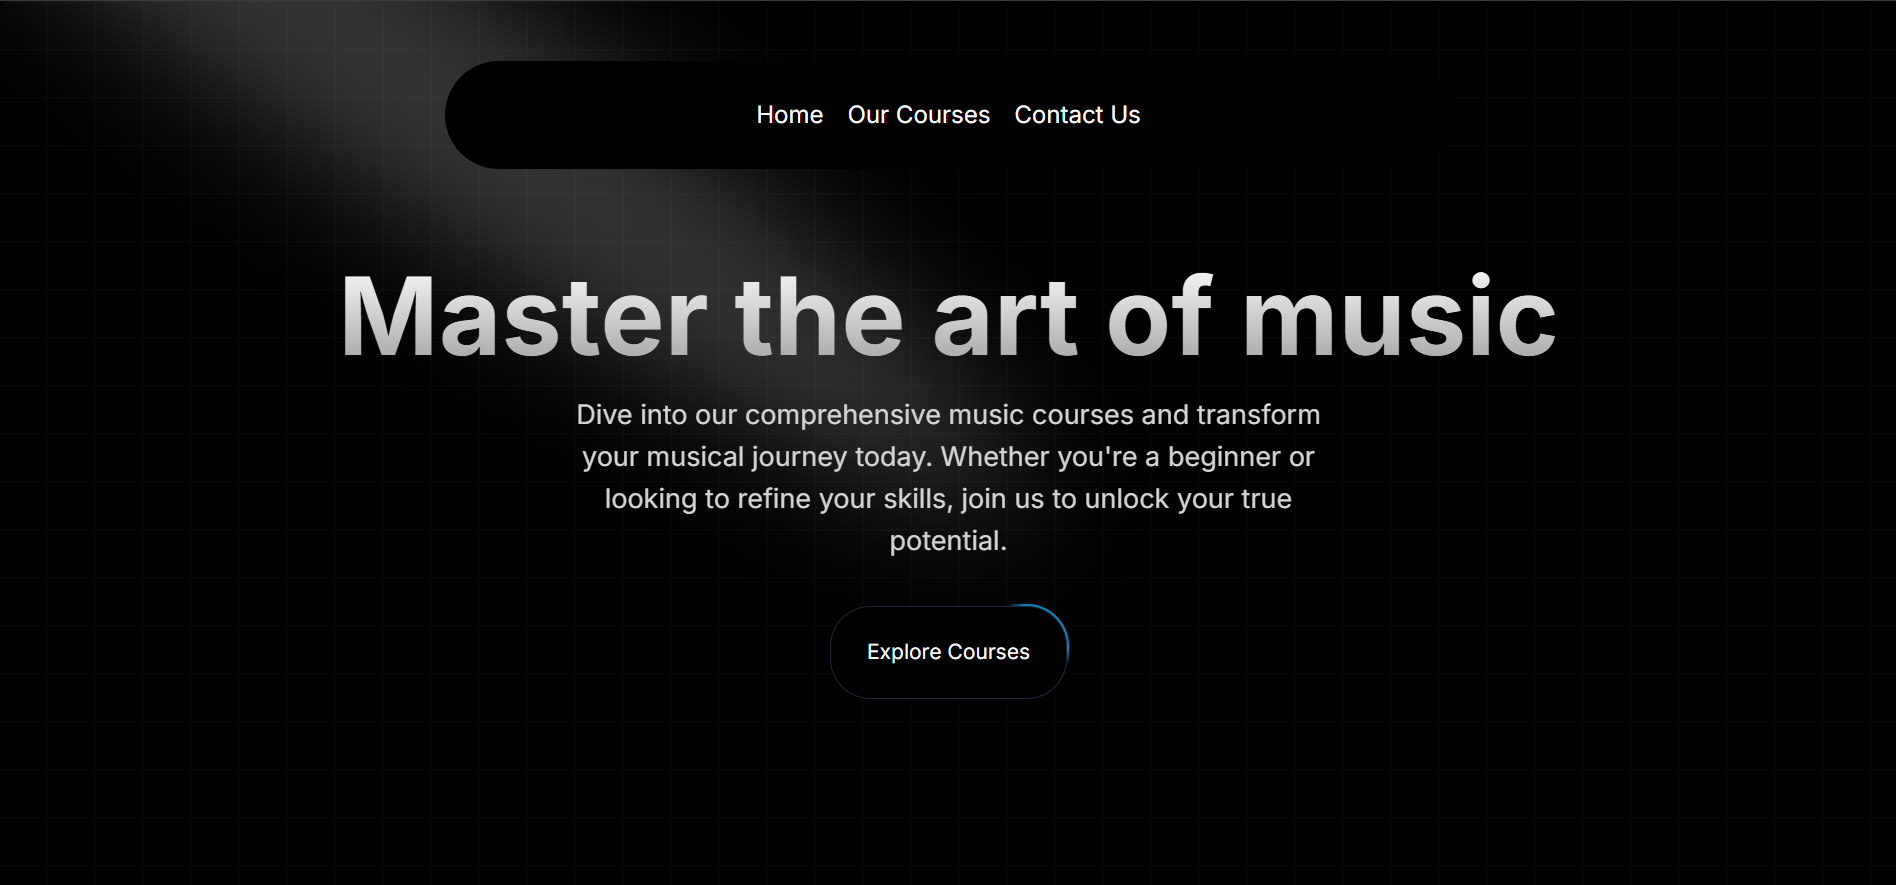 Home Our Courses Contact Us
Master the art of music
Dive into our comprehensive music courses and transform
your musical journey today. Whether you're a beginner or
looking to refine your skills, join us to unlock your true
potential.
Explore Courses